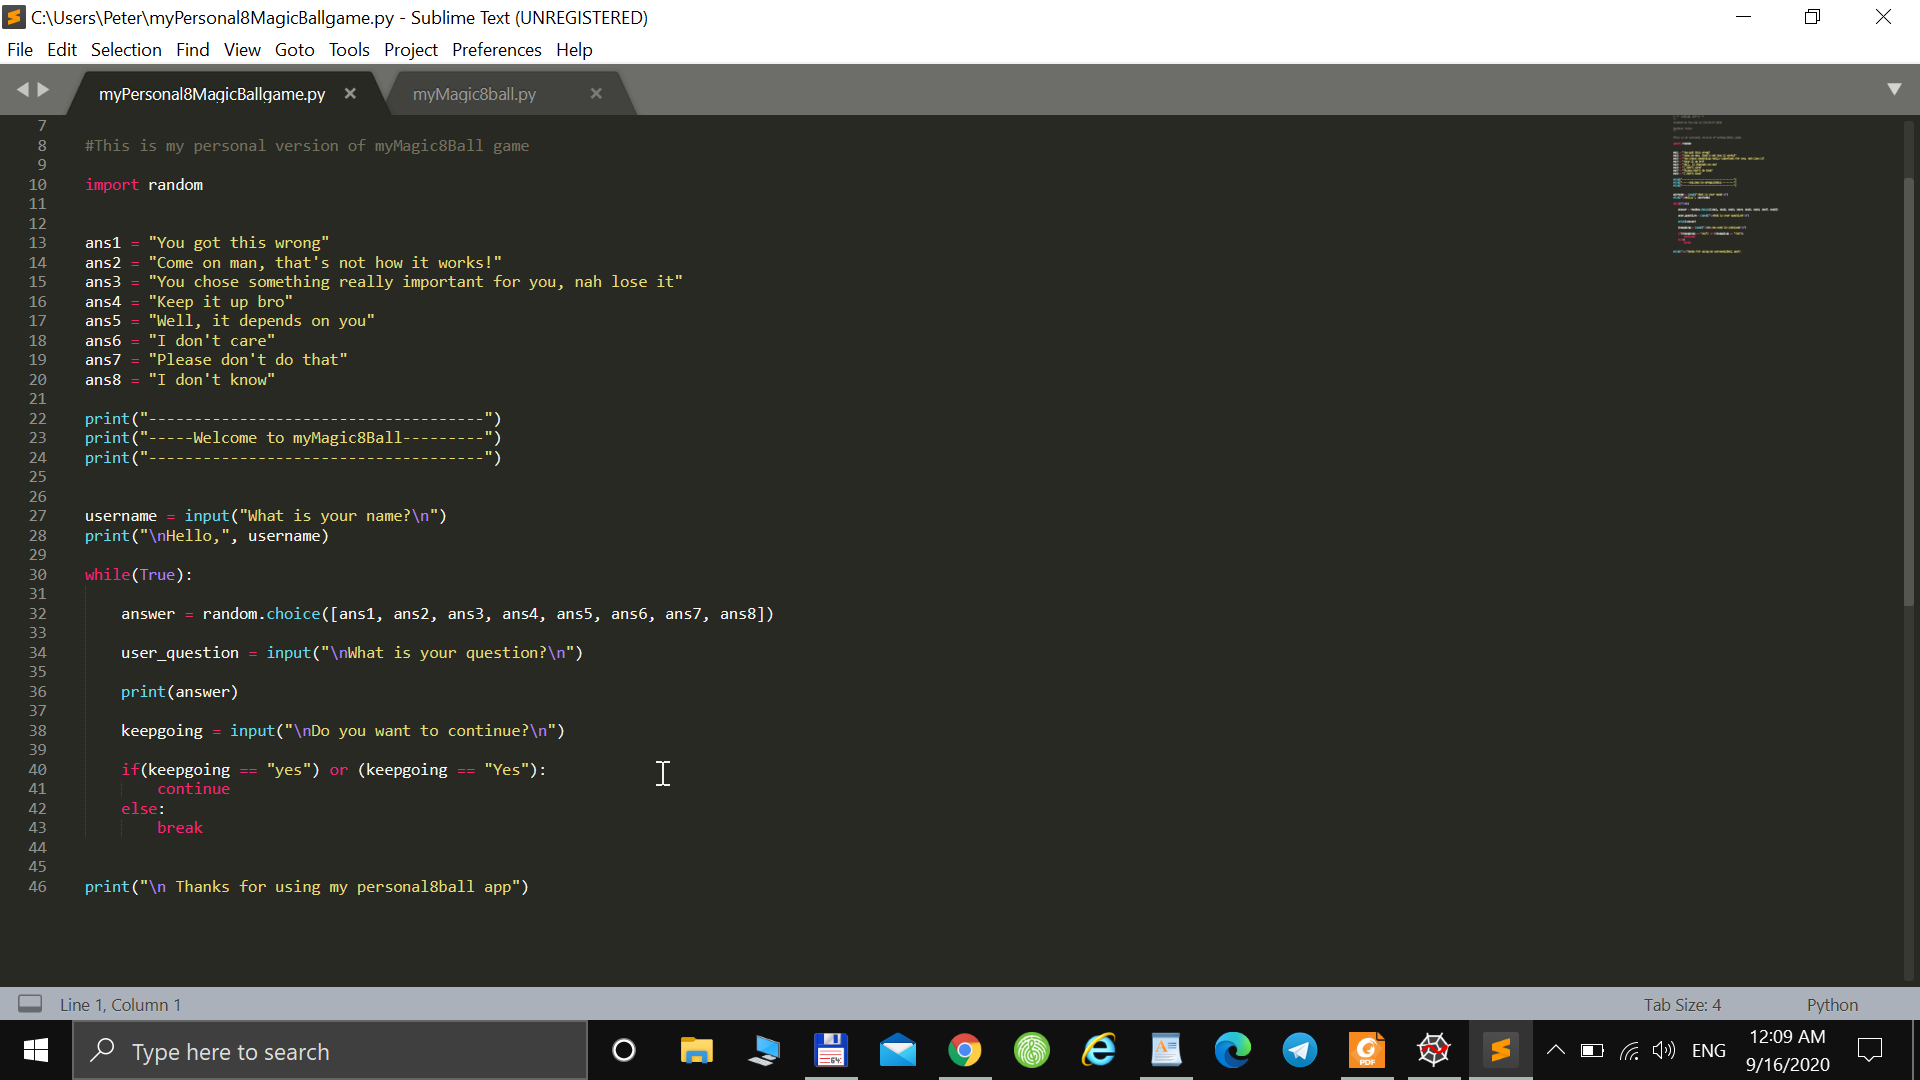 C:\Users\Peter\myPersonal8MagicBallgame.py - Sublime Text (UNREGISTERED)
File Edit Selection Find View Goto Tools Project Preferences Help
myPersonal8MagicBallgame.py × myMagic8ball.py ×
7
8 #This is my personal version of myMagic8Ball game
9
10 import random
11
12
13 ans1 = "You got this wrong"
14 ans2 = "Come on man, that's not how it works!"
15 ans3 = "You chose something really important for you, nah lose it"
16 ans4 = "Keep it up bro"
17 ans5 = "Well, it depends on you"
18 ans6 = "I don't care"
19 ans7 = "Please don't do that"
20 ans8 = "I don't know"
21
22 print("-------------------------------------")
23 print("-----Welcome to myMagic8Ball---------")
24 print("-------------------------------------")
25
26
27 username = input("What is your name?\n")
28 print("\nHello,", username)
29
30 while(True):
31
32 answer = random.choice([ans1, ans2, ans3, ans4, ans5, ans6, ans7, ans8])
33
34 user_question = input("\nWhat is your question?\n")
35
36 print(answer)
37
38 keepgoing = input("\nDo you want to continue?\n")
39
40 if(keepgoing == "yes") or (keepgoing == "Yes"):
41 continue
42 else:
43 break
44
45
46 print("\n Thanks for using my personal8ball app")
Line 1, Column 1 Tab Size: 4 Python
Type here to search 64 PDF ENG 12:09 AM
9/16/2020